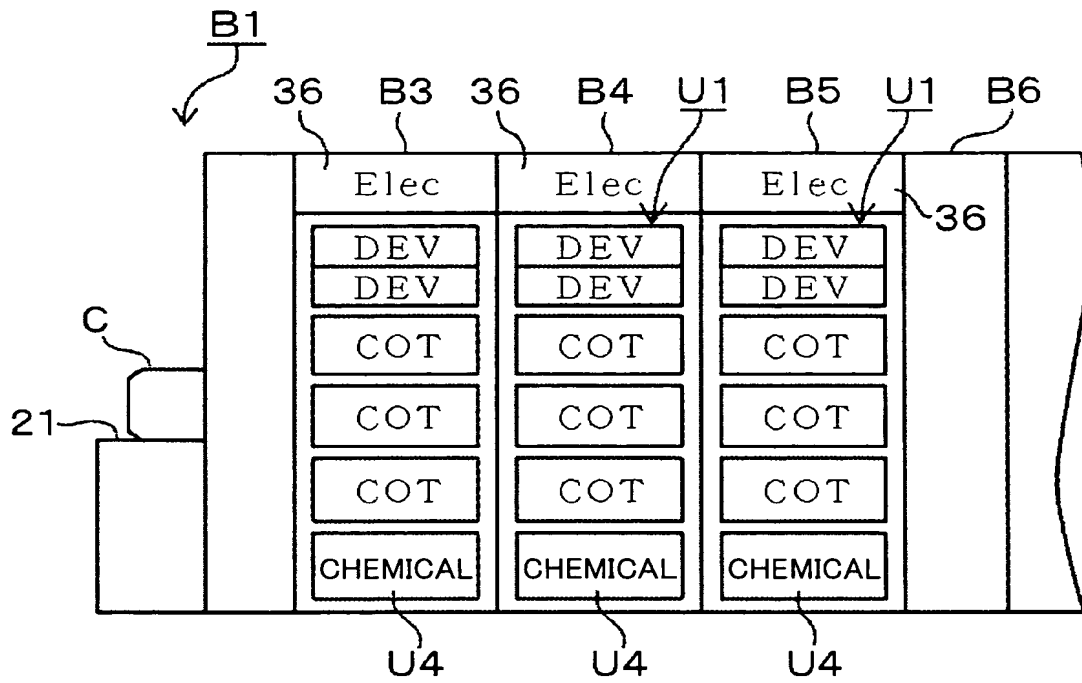 B1
36 B3 36 B4 U1 B5 U1 B6
Elec Elec Elec
36
DEV DEV DEV
DEV DEV DEV
C
COT COT COT
21
COT COT COT
COT COT COT
CHEMICAL CHEMICAL CHEMICAL
U4 U4 U4